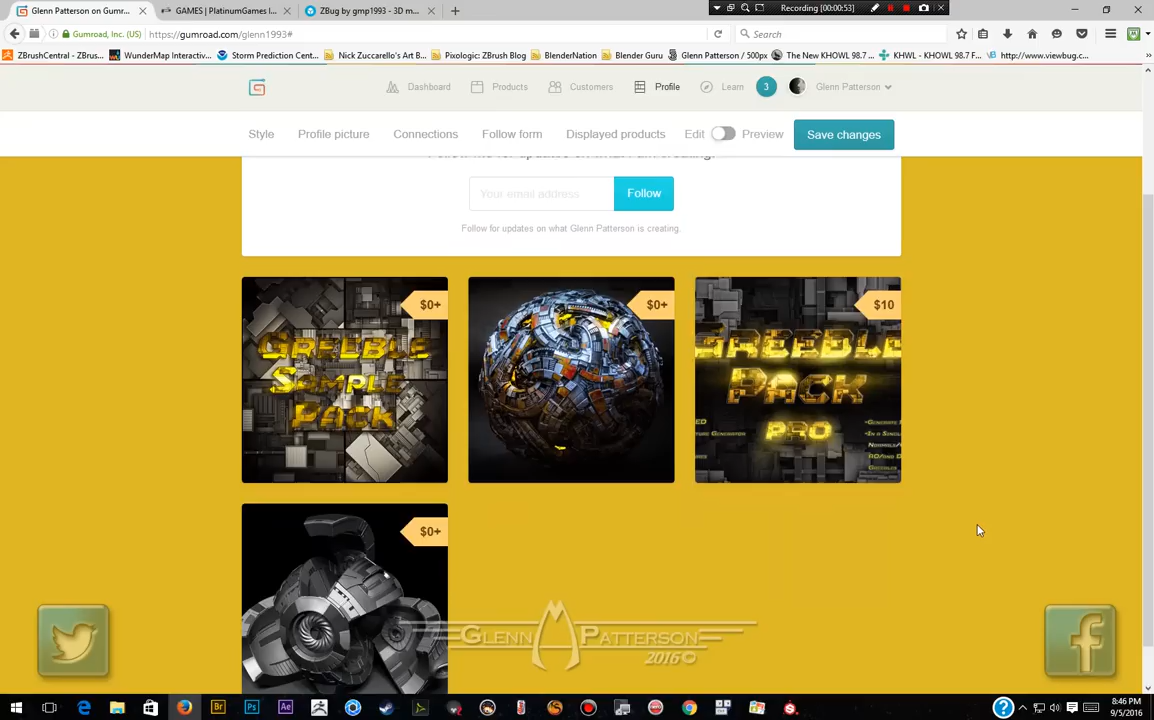 Glenn Patterson on Gumr...
GAMES | PlatinumGames I...
ZBug by gmp1993 - 3D m...
Recording [00:00:53]
Gumroad, Inc. (US)
https://gumroad.com/glenn1993#
Search
ZBrushCentral - ZBrus...
WunderMap Interactiv...
Storm Prediction Cent...
Nick Zuccarello's Art B...
Pixologic: ZBrush Blog
BlenderNation
Blender Guru
Glenn Patterson / 500px
The New KHOWL 98.7 ...
KHWL - KHOWL 98.7 F...
http://www.viewbug.c...
Dashboard
Products
Customers
Profile
Learn
3
Glenn Patterson
Style
Profile picture
Connections
Follow form
Displayed products
Edit
Preview
Save changes
Your email address
Follow
Follow for updates on what Glenn Patterson is creating.
$0+
Greeble
Sample
Pack
$0+
$10
Greeble
Pack
Pro
$0+
Glenn Patterson
2016©
8:46 PM
9/5/2016